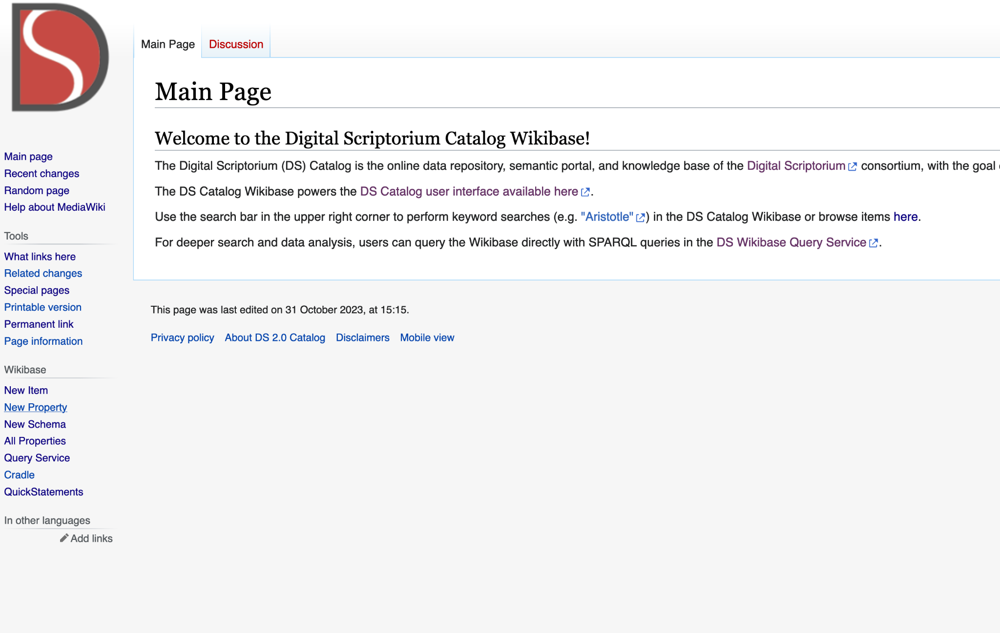 Main Page
Discussion
Main Page
Welcome to the Digital Scriptorium Catalog Wikibase!
The Digital Scriptorium (DS) Catalog is the online data repository, semantic portal, and knowledge base of the Digital Scriptorium consortium, with the goal
The DS Catalog Wikibase powers the DS Catalog user interface available here.
Use the search bar in the upper right corner to perform keyword searches (e.g. "Aristotle") in the DS Catalog Wikibase or browse items here.
For deeper search and data analysis, users can query the Wikibase directly with SPARQL queries in the DS Wikibase Query Service.
This page was last edited on 31 October 2023, at 15:15.
Privacy policy About DS 2.0 Catalog Disclaimers Mobile view
Main page
Recent changes
Random page
Help about MediaWiki
Tools
What links here
Related changes
Special pages
Printable version
Permanent link
Page information
Wikibase
New Item
New Property
New Schema
All Properties
Query Service
Cradle
QuickStatements
In other languages
Add links